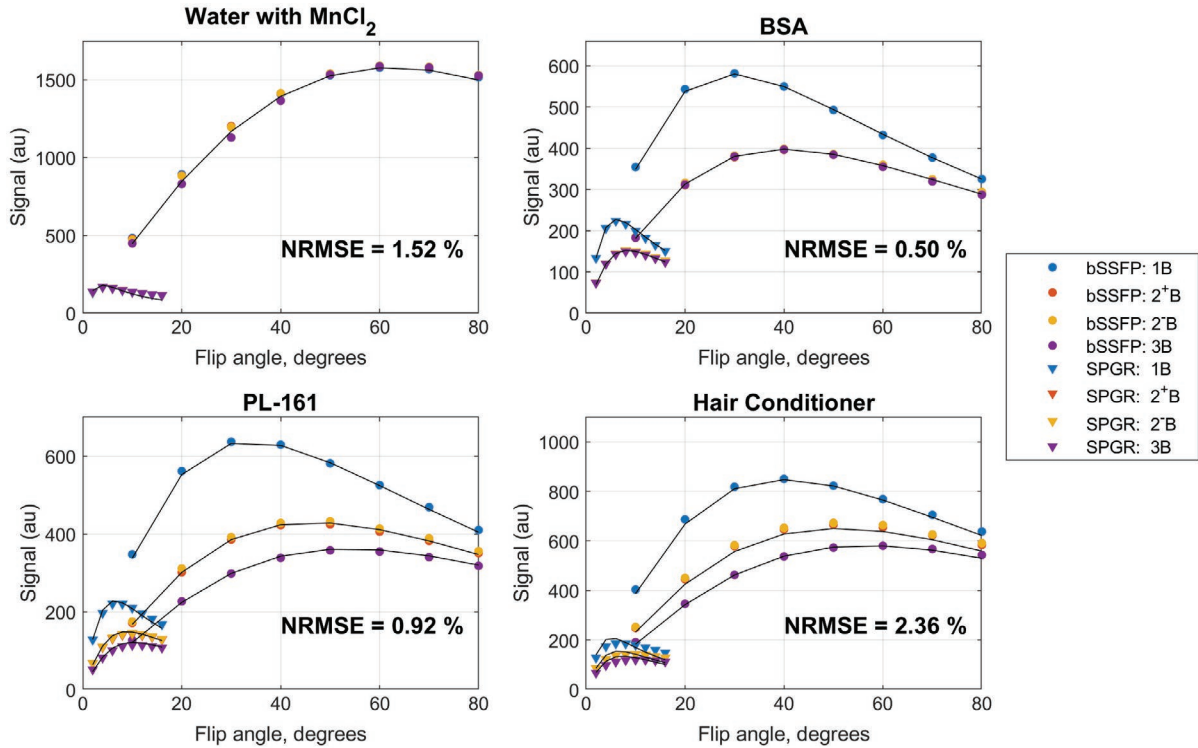 Water with MnCl₂
Signal (au)
1500
1000
500
0
NRMSE = 1.52 %
0 20 40 60 80
Flip angle, degrees
BSA
Signal (au)
600
500
400
300
200
100
0
NRMSE = 0.50 %
0 20 40 60 80
Flip angle, degrees
PL-161
Signal (au)
600
400
200
0
NRMSE = 0.92 %
0 20 40 60 80
Flip angle, degrees
Hair Conditioner
Signal (au)
1000
800
600
400
200
0
NRMSE = 2.36 %
0 20 40 60 80
Flip angle, degrees
bSSFP: 1B
bSSFP: 2⁺B
bSSFP: 2⁻B
bSSFP: 3B
SPGR: 1B
SPGR: 2⁺B
SPGR: 2⁻B
SPGR: 3B